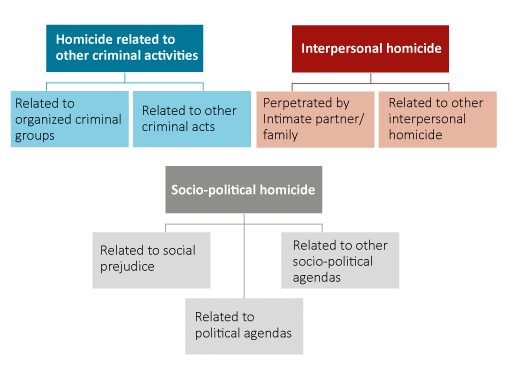 Homicide related to
other criminal activities
Interpersonal homicide
Related to
organized criminal
groups
Related to other
criminal acts
Perpetrated by
Intimate partner/
family
Related to other
interpersonal
homicide
Socio-political homicide
Related to social
prejudice
Related to other
socio-political
agendas
Related to
political agendas